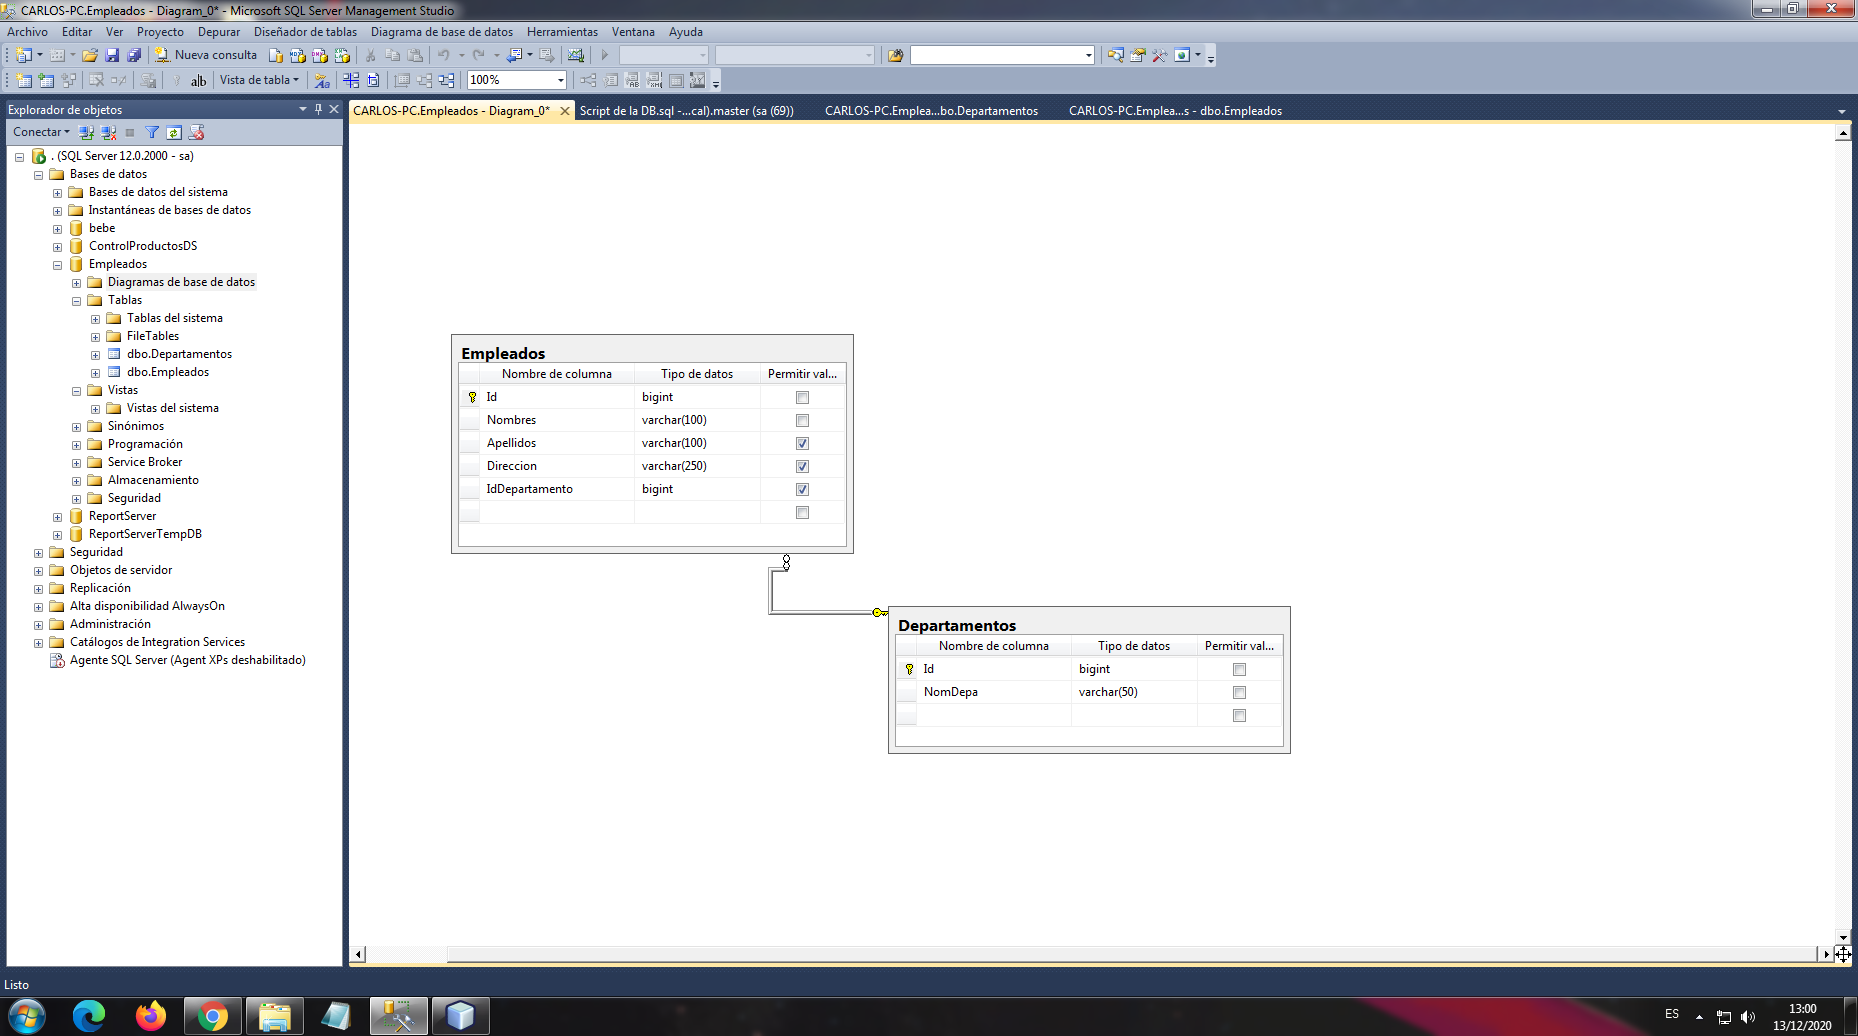 CARLOS-PC.Empleados - Diagram_0* - Microsoft SQL Server Management Studio
Archivo Editar Ver Proyecto Depurar Diseñador de tablas Diagrama de base de datos Herramientas Ventana Ayuda
Nueva consulta
Vista de tabla 100%
Explorador de objetos
CARLOS-PC.Empleados - Diagram_0* Script de la DB.sql -...cal).master (sa (69)) CARLOS-PC.Emplea...bo.Departamentos CARLOS-PC.Emplea...s - dbo.Empleados
Conectar
. (SQL Server 12.0.2000 - sa)
Bases de datos
Bases de datos del sistema
Instantáneas de bases de datos
bebe
ControlProductosDS
Empleados
Diagramas de base de datos
Tablas
Tablas del sistema
FileTables
dbo.Departamentos
dbo.Empleados
Vistas
Vistas del sistema
Sinónimos
Programación
Service Broker
Almacenamiento
Seguridad
ReportServer
ReportServerTempDB
Seguridad
Objetos de servidor
Replicación
Alta disponibilidad AlwaysOn
Administración
Catálogos de Integration Services
Agente SQL Server (Agent XPs deshabilitado)
Empleados
Nombre de columna Tipo de datos Permitir val...
Id bigint
Nombres varchar(100)
Apellidos varchar(100)
Direccion varchar(250)
IdDepartamento bigint
Departamentos
Nombre de columna Tipo de datos Permitir val...
Id bigint
NomDepa varchar(50)
Listo
ES
13:00
13/12/2020